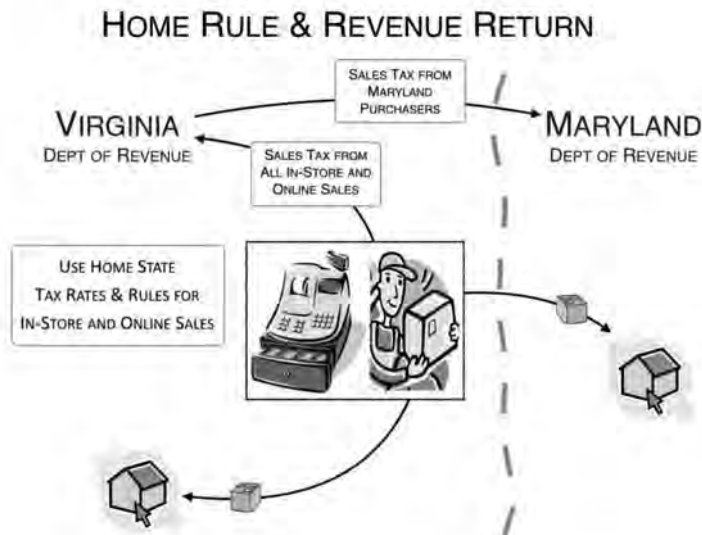 HOME RULE & REVENUE RETURN
SALES TAX FROM
MARYLAND
PURCHASERS
VIRGINIA
DEPT OF REVENUE
MARYLAND
DEPT OF REVENUE
SALES TAX FROM
ALL IN-STORE AND
ONLINE SALES
USE HOME STATE
TAX RATES & RULES FOR
IN-STORE AND ONLINE SALES